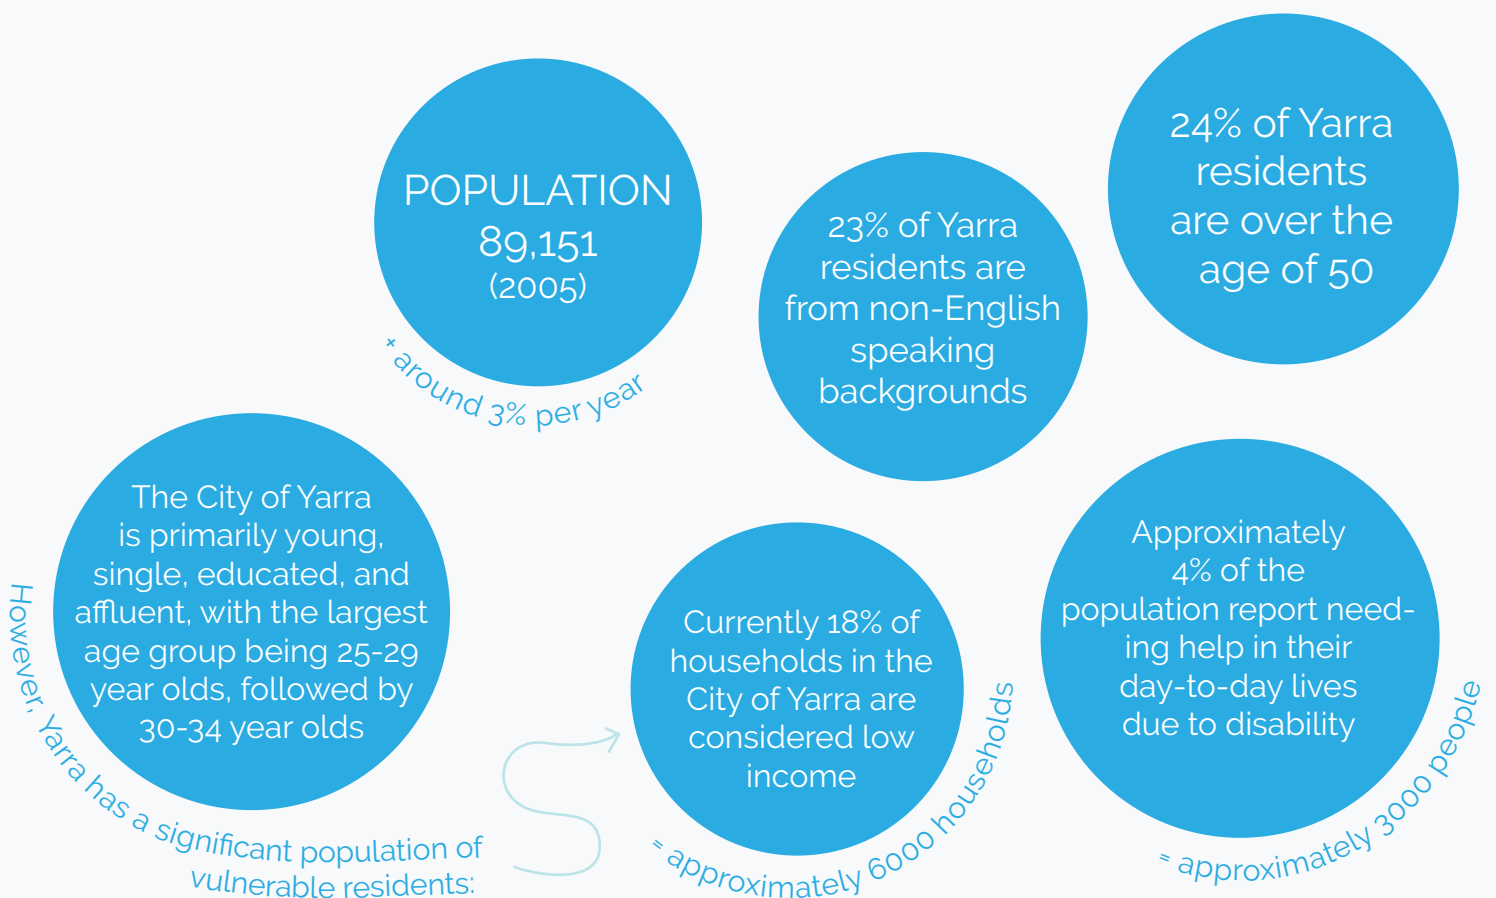 POPULATION
89,151
(2005)
+ around 3% per year
23% of Yarra
residents are
from non-English
speaking
backgrounds
24% of Yarra
residents
are over the
age of 50
The City of Yarra
is primarily young,
single, educated, and
affluent, with the largest
age group being 25-29
year olds, followed by
30-34 year olds
However, Yarra has a significant population of
vulnerable residents:
Currently 18% of
households in the
City of Yarra are
considered low
income
= approximately 6000 households
Approximately
4% of the
population report need-
ing help in their
day-to-day lives
due to disability
= approximately 3000 people